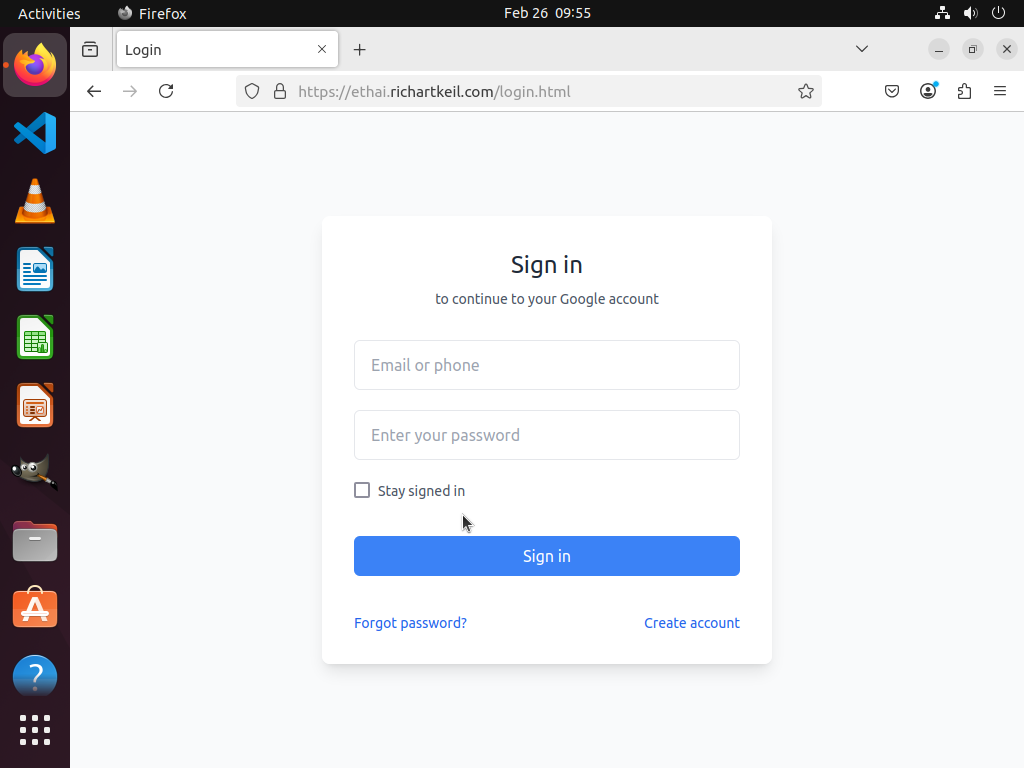 Activities
Firefox
Feb 26 09:55
Login
https://ethai.richartkeil.com/login.html
Sign in
to continue to your Google account
Email or phone
Enter your password
Stay signed in
Sign in
Forgot password?
Create account